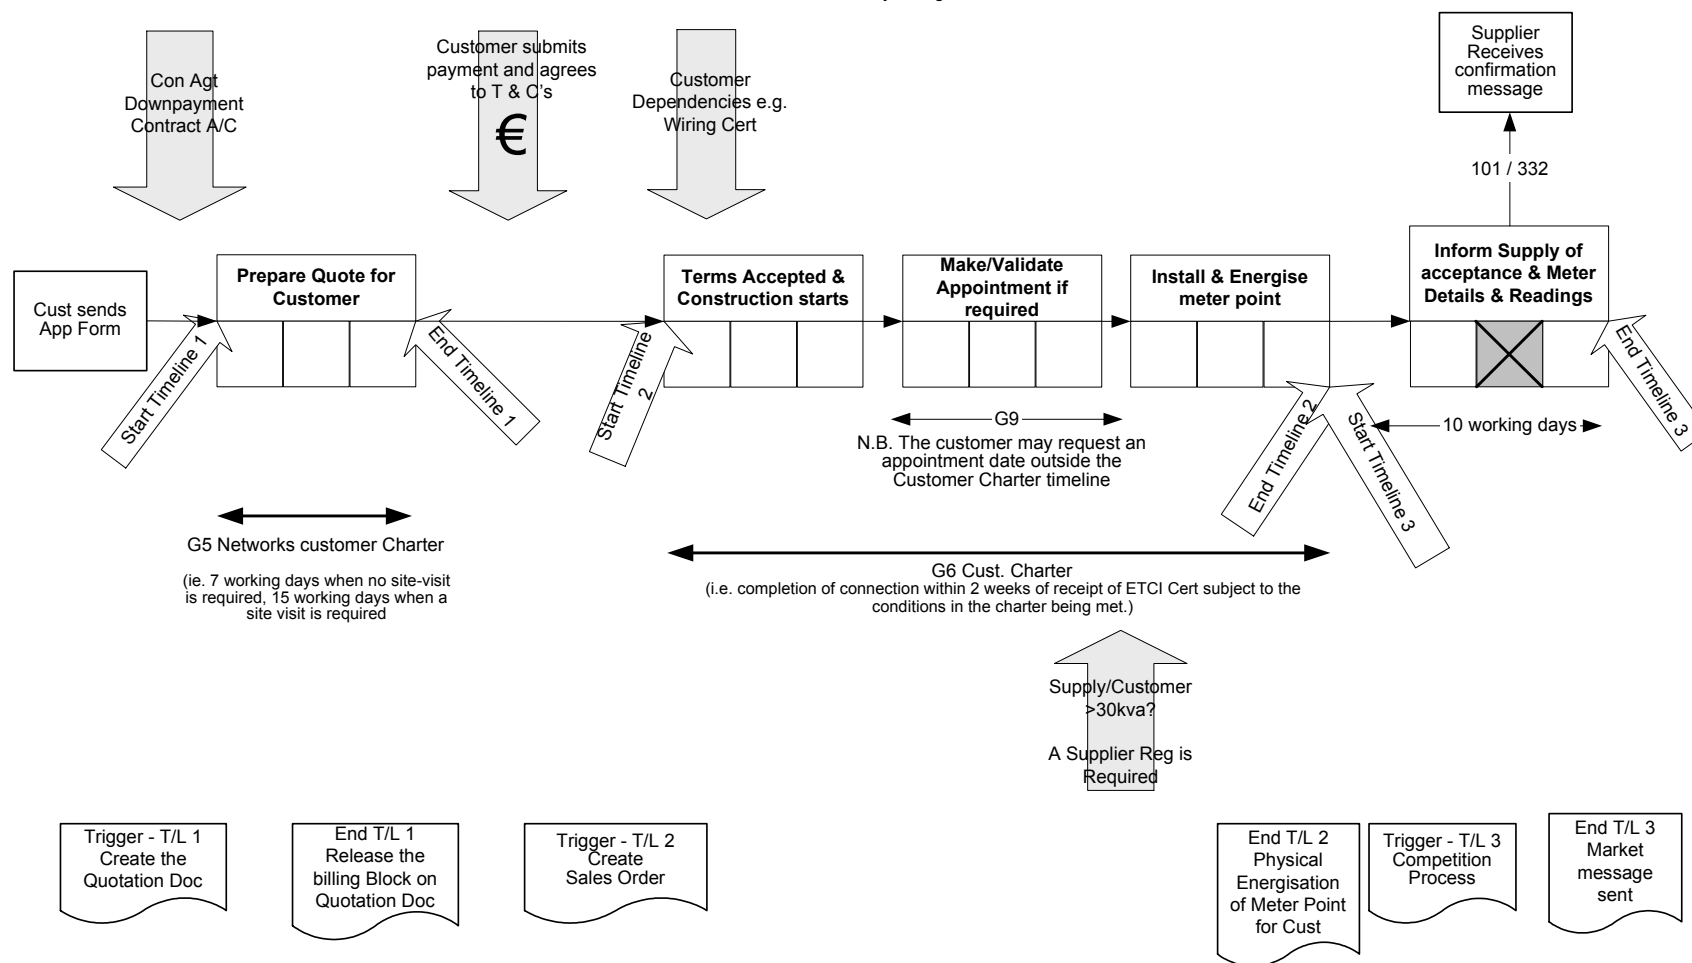 Con Agt
Downpayment
Contract A/C
Customer submits
payment and agrees
to T & C's
€
Customer
Dependencies e.g.
Wiring Cert
Supplier
Receives
confirmation
message
101 / 332
Cust sends
App Form
Prepare Quote for
Customer
Terms Accepted &
Construction starts
Make/Validate
Appointment if
required
Install & Energise
meter point
Inform Supply of
acceptance & Meter
Details & Readings
Start Timeline 1
End Timeline 1
Start Timeline
2
G9
N.B. The customer may request an
appointment date outside the
Customer Charter timeline
End Timeline 2
Start Timeline 3
10 working days
End Timeline 3
G5 Networks customer Charter
(ie. 7 working days when no site-visit
is required, 15 working days when a
site visit is required
G6 Cust. Charter
(i.e. completion of connection within 2 weeks of receipt of ETCI Cert subject to the
conditions in the charter being met.)
Supply/Customer
>30kva?
A Supplier Reg is
Required
Trigger - T/L 1
Create the
Quotation Doc
End T/L 1
Release the
billing Block on
Quotation Doc
Trigger - T/L 2
Create
Sales Order
End T/L 2
Physical
Energisation
of Meter Point
for Cust
Trigger - T/L 3
Competition
Process
End T/L 3
Market
message
sent